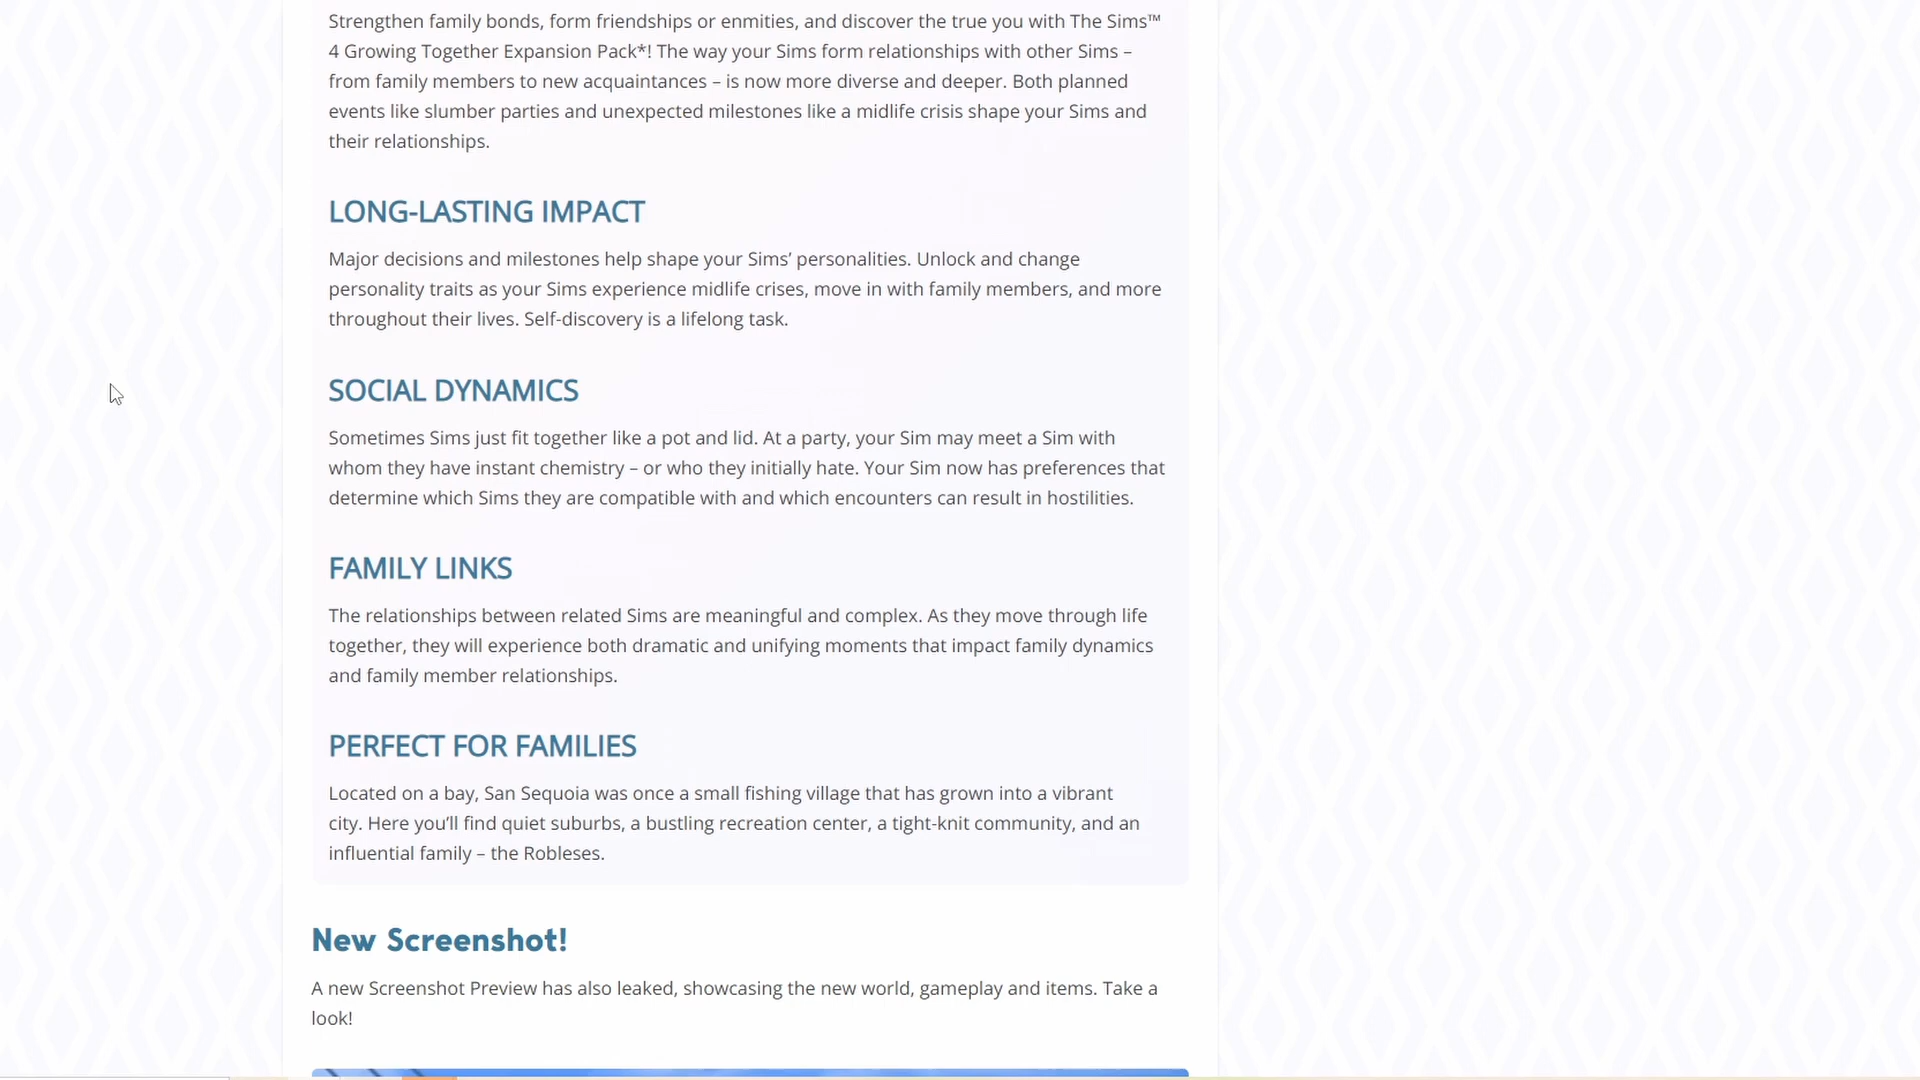 Strengthen family bonds, form friendships or enmities, and discover the true you with The Sims™
4 Growing Together Expansion Pack*! The way your Sims form relationships with other Sims –
from family members to new acquaintances – is now more diverse and deeper. Both planned
events like slumber parties and unexpected milestones like a midlife crisis shape your Sims and
their relationships.
LONG-LASTING IMPACT
Major decisions and milestones help shape your Sims’ personalities. Unlock and change
personality traits as your Sims experience midlife crises, move in with family members, and more
throughout their lives. Self-discovery is a lifelong task.
SOCIAL DYNAMICS
Sometimes Sims just fit together like a pot and lid. At a party, your Sim may meet a Sim with
whom they have instant chemistry – or who they initially hate. Your Sim now has preferences that
determine which Sims they are compatible with and which encounters can result in hostilities.
FAMILY LINKS
The relationships between related Sims are meaningful and complex. As they move through life
together, they will experience both dramatic and unifying moments that impact family dynamics
and family member relationships.
PERFECT FOR FAMILIES
Located on a bay, San Sequoia was once a small fishing village that has grown into a vibrant
city. Here you’ll find quiet suburbs, a bustling recreation center, a tight-knit community, and an
influential family – the Robleses.
New Screenshot!
A new Screenshot Preview has also leaked, showcasing the new world, gameplay and items. Take a
look!